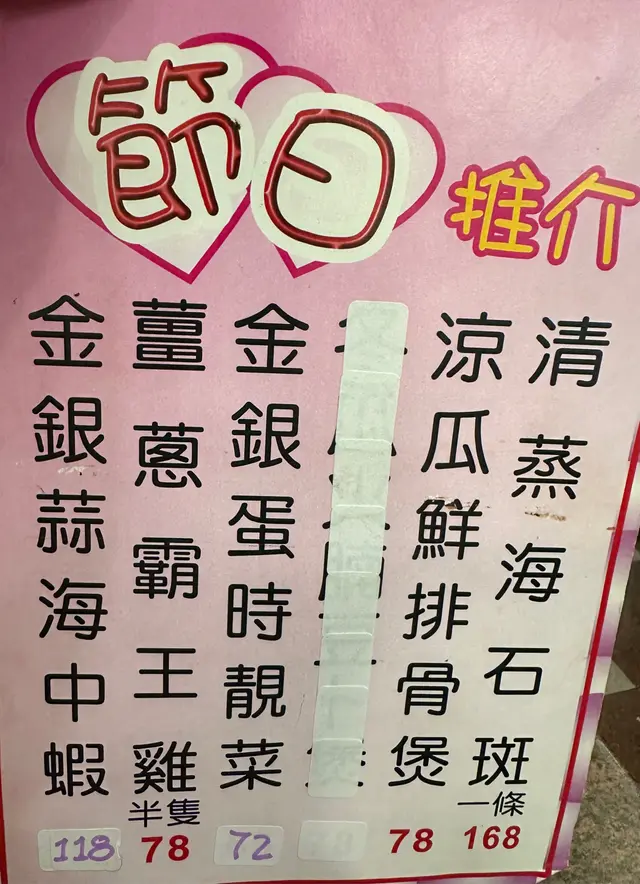 節日
推介
清蒸海石斑
一條
168
涼瓜鮮排骨煲
78
金銀蛋時靚菜
72
薑蔥霸王雞
半隻
78
金銀蒜海中蝦
118